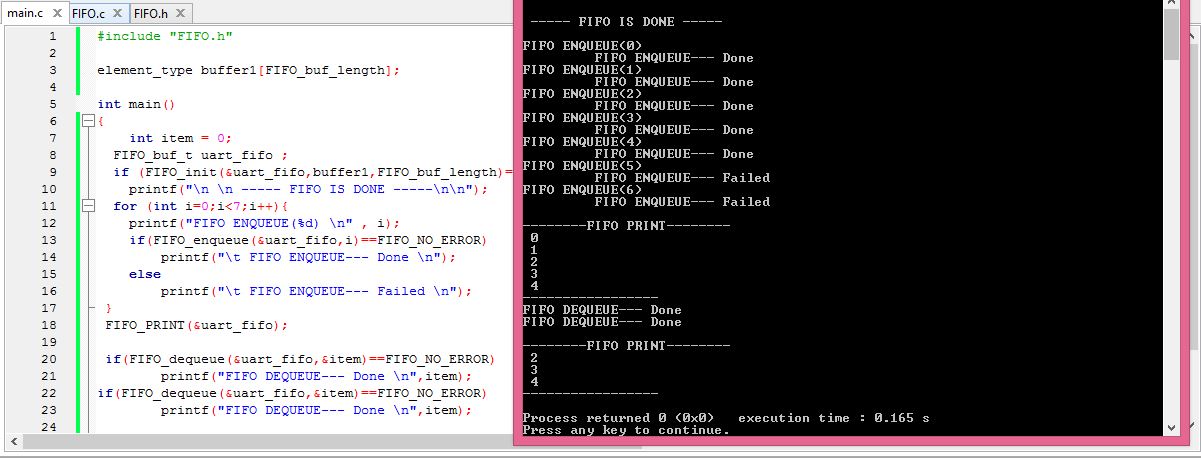 main.c X FIFO.c X FIFO.h X
1 #include "FIFO.h"
2
3 element_type buffer1[FIFO_buf_length];
4
5 int main()
6 {
7 int item = 0;
8 FIFO_buf_t uart_fifo ;
9 if (FIFO_init(&uart_fifo,buffer1,FIFO_buf_length)=
10 printf("\n \n ----- FIFO IS DONE -----\n\n");
11 for (int i=0;i<7;i++){
12 printf("FIFO ENQUEUE(%d) \n" , i);
13 if(FIFO_enqueue(&uart_fifo,i)==FIFO_NO_ERROR)
14 printf("\t FIFO ENQUEUE--- Done \n");
15 else
16 printf("\t FIFO ENQUEUE--- Failed \n");
17 }
18 FIFO_PRINT(&uart_fifo);
19
20 if(FIFO_dequeue(&uart_fifo,&item)==FIFO_NO_ERROR)
21 printf("FIFO DEQUEUE--- Done \n",item);
22 if(FIFO_dequeue(&uart_fifo,&item)==FIFO_NO_ERROR)
23 printf("FIFO DEQUEUE--- Done \n",item);
24
----- FIFO IS DONE -----
FIFO ENQUEUE(0)
FIFO ENQUEUE--- Done
FIFO ENQUEUE(1)
FIFO ENQUEUE--- Done
FIFO ENQUEUE(2)
FIFO ENQUEUE--- Done
FIFO ENQUEUE(3)
FIFO ENQUEUE--- Done
FIFO ENQUEUE(4)
FIFO ENQUEUE--- Done
FIFO ENQUEUE(5)
FIFO ENQUEUE--- Failed
FIFO ENQUEUE(6)
FIFO ENQUEUE--- Failed
--------FIFO PRINT--------
0
1
2
3
4
-----------------
FIFO DEQUEUE--- Done
FIFO DEQUEUE--- Done
--------FIFO PRINT--------
2
3
4
-----------------
Process returned 0 (0x0) execution time : 0.165 s
Press any key to continue.